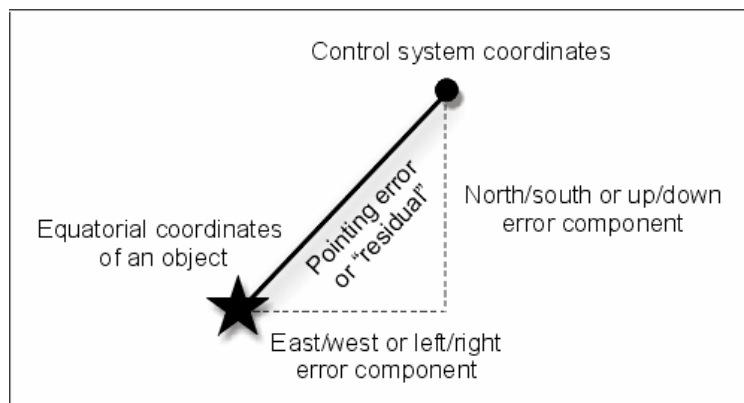 Control system coordinates
Pointing error
or “residual”
North/south or up/down
error component
Equatorial coordinates
of an object
East/west or left/right
error component